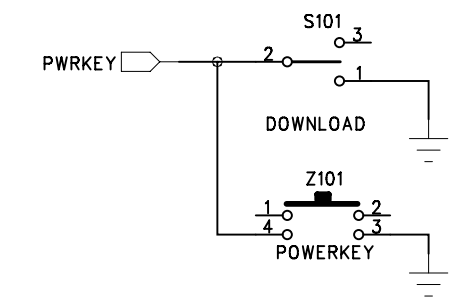 S101
3
PWRKEY
2
1
DOWNLOAD
Z101
1 2
4 3
POWERKEY